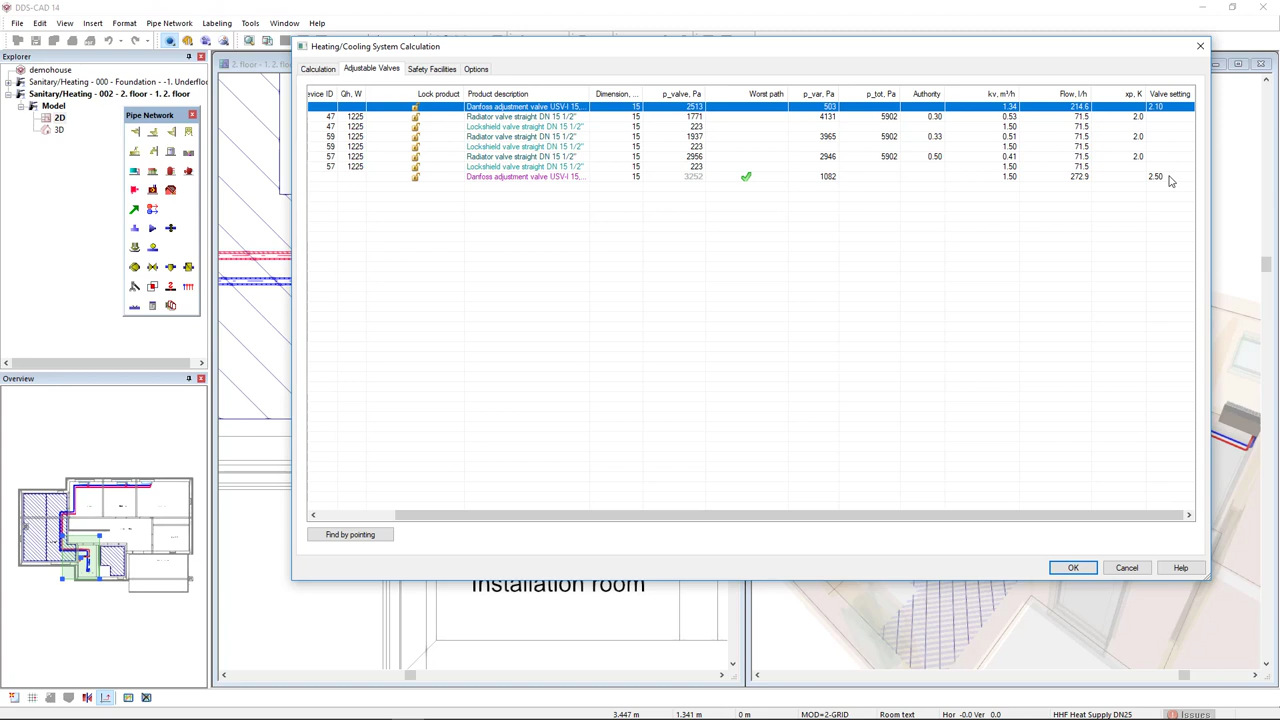 DDS-CAD 14
File Edit View Insert Format Pipe Network Labeling Tools Window Help
Explorer
demohouse
Sanitary/Heating - 000 - Foundation - -1. Underfloor
Sanitary/Heating - 002 - 2. floor - 1. 2. floor
Model
2D
3D
Pipe Network
Overview
2. floor - 1. 2. floor
Heating/Cooling System Calculation
Calculation Adjustable Valves Safety Facilities Options
evice ID Qh, W Lock product Product description Dimension, ... p_valve, Pa Worst path p_var, Pa p_tot, Pa Authority kv, m³/h Flow, l/h xp, K Valve setting
Danfoss adjustment valve USV-I 15,... 15 2513 503 1.34 214.6 2.10
47 1225 Radiator valve straight DN 15 1/2" 15 1771 4131 5902 0.30 0.53 71.5 2.0
47 1225 Lockshield valve straight DN 15 1/2" 15 223 1.50 71.5
59 1225 Radiator valve straight DN 15 1/2" 15 1937 3965 5902 0.33 0.51 71.5 2.0
59 1225 Lockshield valve straight DN 15 1/2" 15 223 1.50 71.5
57 1225 Radiator valve straight DN 15 1/2" 15 2956 2946 5902 0.50 0.41 71.5 2.0
57 1225 Lockshield valve straight DN 15 1/2" 15 223 1.50 71.5
Danfoss adjustment valve USV-I 15,... 15 3252 1082 1.50 272.9 2.50
Find by pointing
OK Cancel Help
Installation room
3.447 m 1.341 m 0 m MOD=2-GRID Room text Hor -0.0 Ver 0.0 HHF Heat Supply DN25 Issues